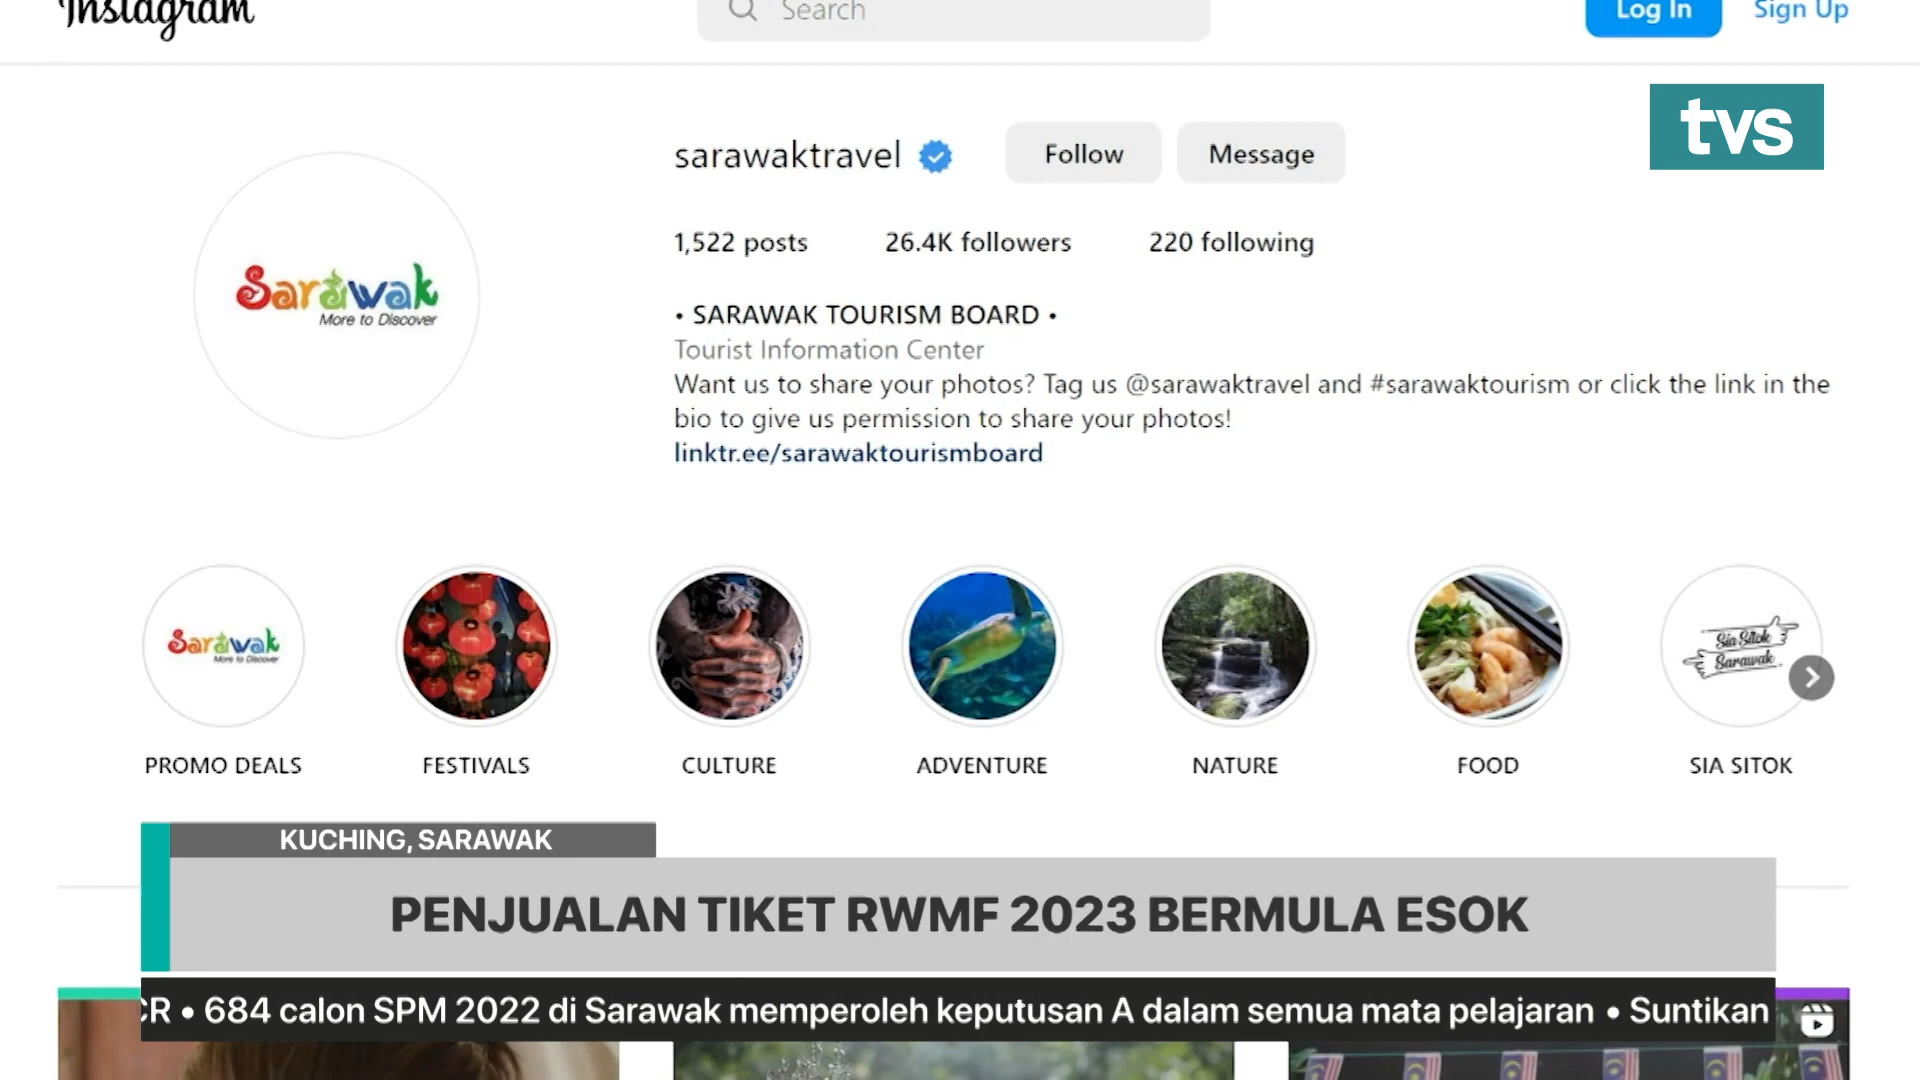 Instagram
Search
Log In
Sign Up
tvs
sarawaktravel
Follow
Message
1,522 posts
26.4K followers
220 following
Sarawak
More to Discover
• SARAWAK TOURISM BOARD •
Tourist Information Center
Want us to share your photos? Tag us @sarawaktravel and #sarawaktourism or click the link in the
bio to give us permission to share your photos!
linktr.ee/sarawaktourismboard
Sarawak
More to Discover
Sia Sitok
Sarawak
PROMO DEALS
FESTIVALS
CULTURE
ADVENTURE
NATURE
FOOD
SIA SITOK
KUCHING, SARAWAK
PENJUALAN TIKET RWMF 2023 BERMULA ESOK
CR • 684 calon SPM 2022 di Sarawak memperoleh keputusan A dalam semua mata pelajaran • Suntikan